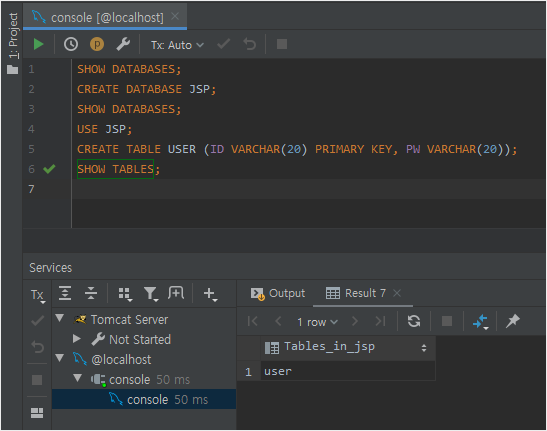 console [@localhost]
1: Project
Tx: Auto
1 SHOW DATABASES;
2 CREATE DATABASE JSP;
3 SHOW DATABASES;
4 USE JSP;
5 CREATE TABLE USER (ID VARCHAR(20) PRIMARY KEY, PW VARCHAR(20));
6 SHOW TABLES;
7
Services
Tx
Output
Result 7
Tomcat Server
Not Started
@localhost
console 50 ms
console 50 ms
1 row
Tables_in_jsp
1 user